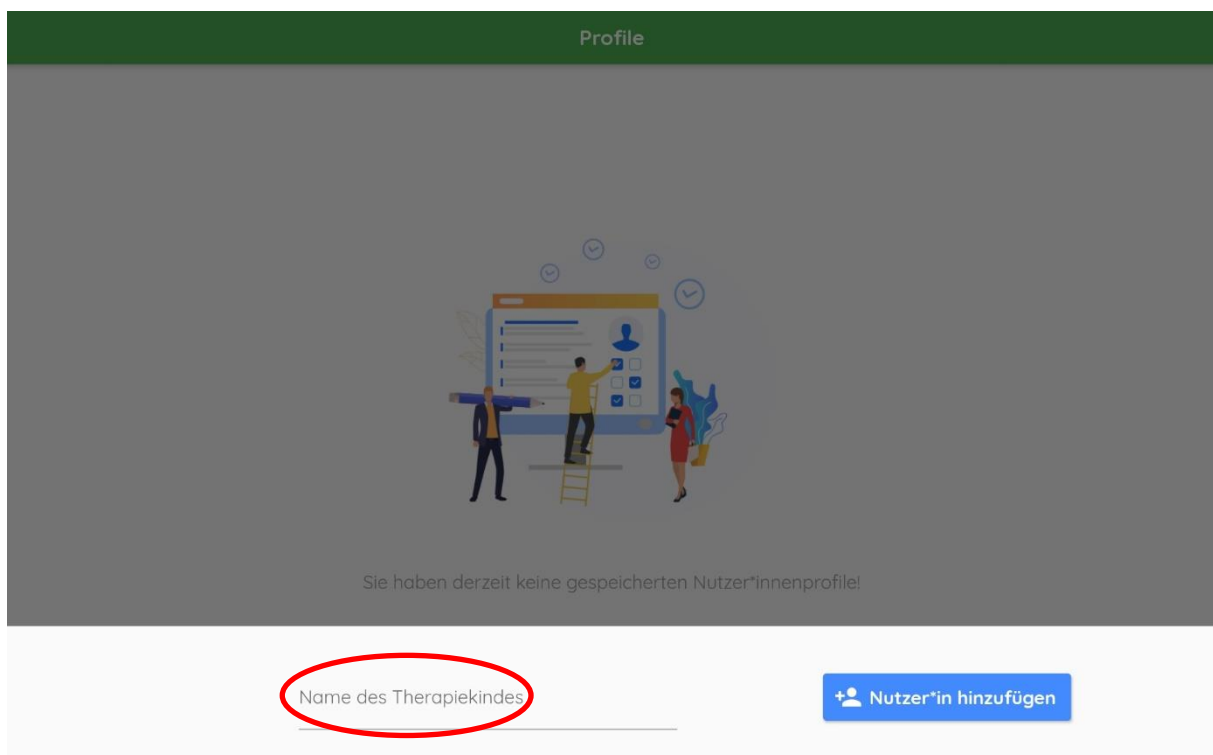 Profile
Sie haben derzeit keine gespeicherten Nutzer*innenprofile!
Name des Therapiekindes
Nutzer*in hinzufügen